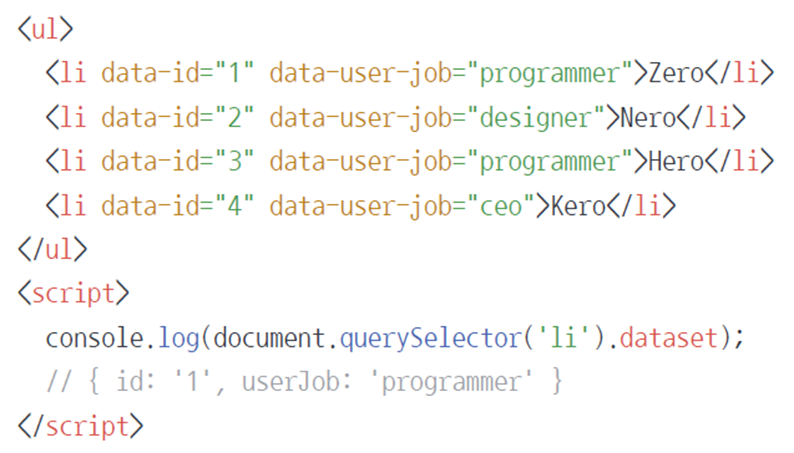 <ul>
  <li data-id="1" data-user-job="programmer">Zero</li>
  <li data-id="2" data-user-job="designer">Nero</li>
  <li data-id="3" data-user-job="programmer">Hero</li>
  <li data-id="4" data-user-job="ceo">Kero</li>
</ul>
<script>
  console.log(document.querySelector('li').dataset);
  // { id: '1', userJob: 'programmer' }
</script>